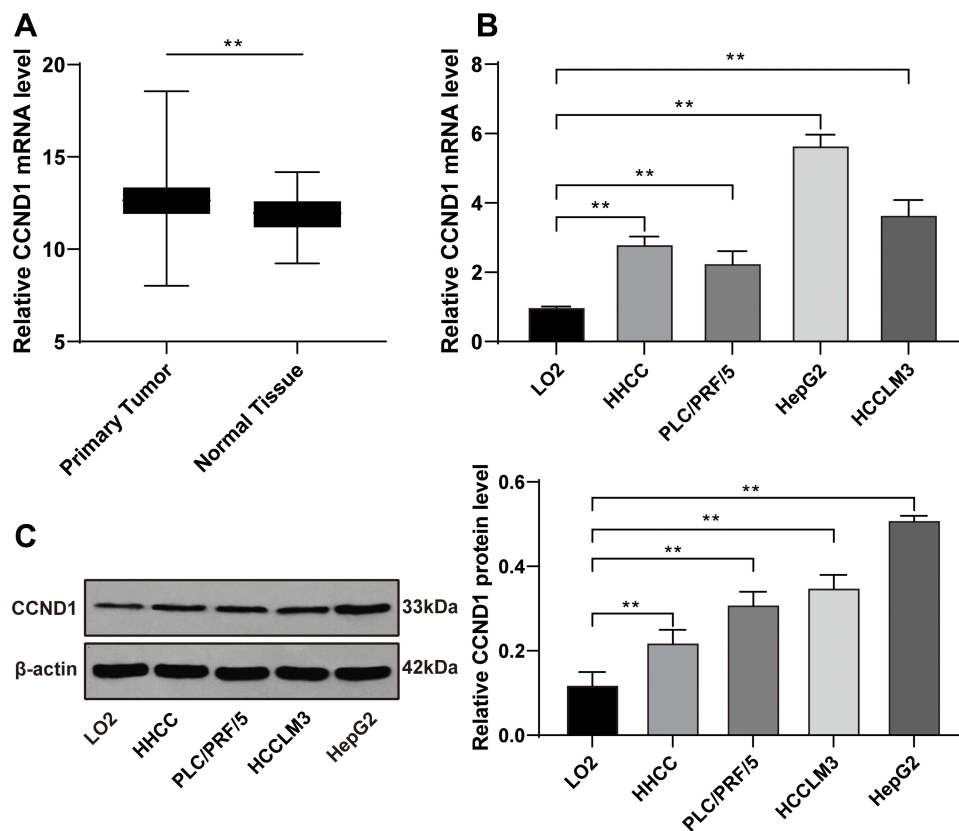 A
Relative CCND1 mRNA level
20
15
10
5
**
Primary Tumor
Normal Tissue
B
Relative CCND1 mRNA level
8
6
4
2
0
**
**
**
**
LO2
HHCC
PLC/PRF/5
HepG2
HCCLM3
C
CCND1
33kDa
β-actin
42kDa
LO2
HHCC
PLC/PRF/5
HCCLM3
HepG2
Relative CCND1 protein level
0.6
0.4
0.2
0.0
**
**
**
**
LO2
HHCC
PLC/PRF/5
HCCLM3
HepG2